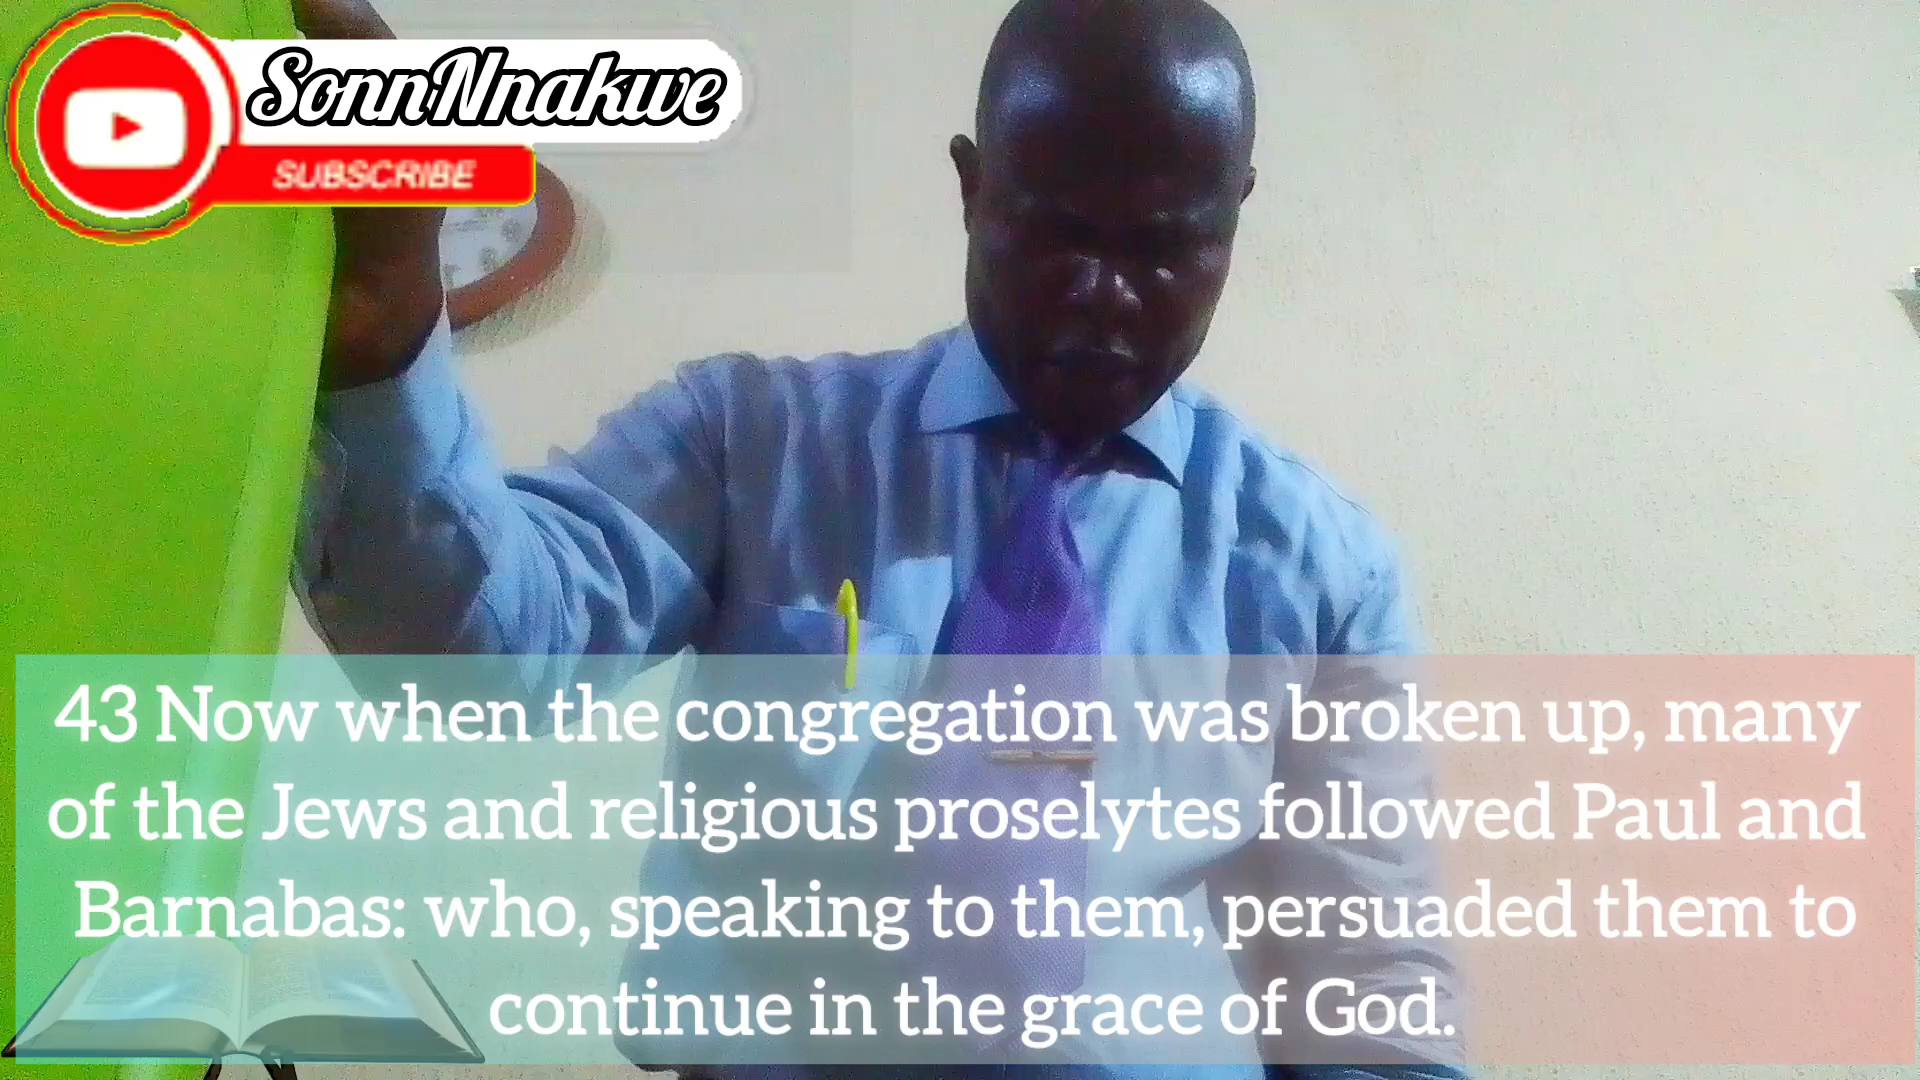 SonnNnakwe
SUBSCRIBE
43 Now when the congregation was broken up, many
of the Jews and religious proselytes followed Paul and
Barnabas: who, speaking to them, persuaded them to
continue in the grace of God.